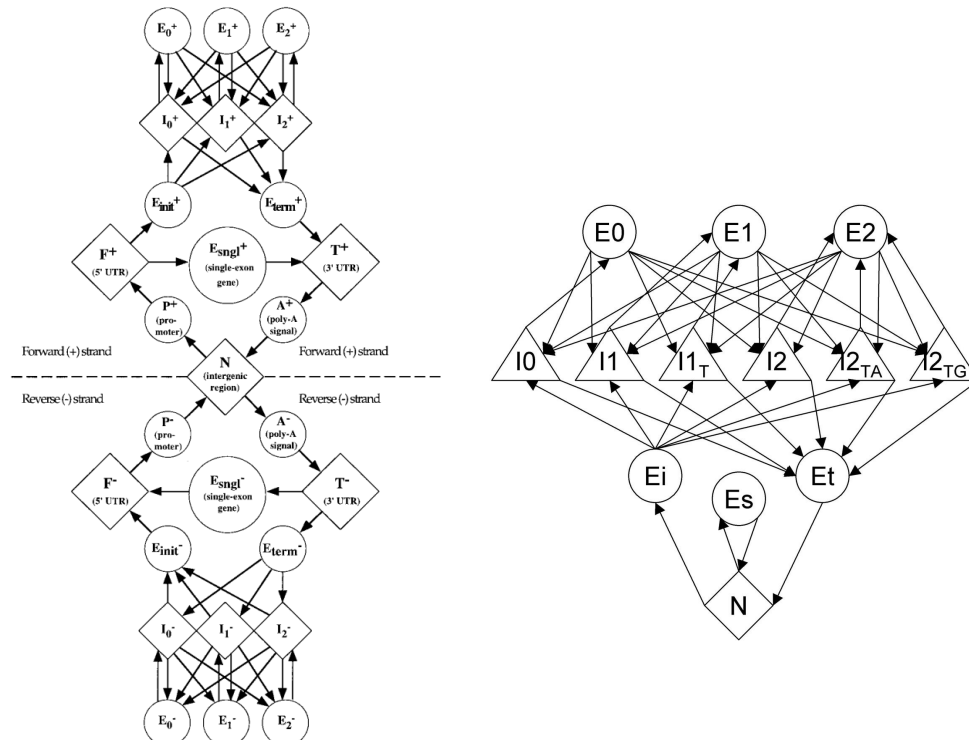 E0+ E1+ E2+
I0+ I1+ I2+
Einit+ Eterm+
F+
(5' UTR)
Esngl+
(single-exon
gene)
T+
(3' UTR)
P+
(pro-
moter)
A+
(poly-A
signal)
Forward (+) strand
Forward (+) strand
N
(intergenic
region)
Reverse (-) strand
Reverse (-) strand
P-
(pro-
moter)
A-
(poly-A
signal)
F-
(5' UTR)
Esngl-
(single-exon
gene)
T-
(3' UTR)
Einit- Eterm-
I0- I1- I2-
E0- E1- E2-
E0 E1 E2
I0 I1 I1T I2 I2TA I2TG
Ei Es Et
N